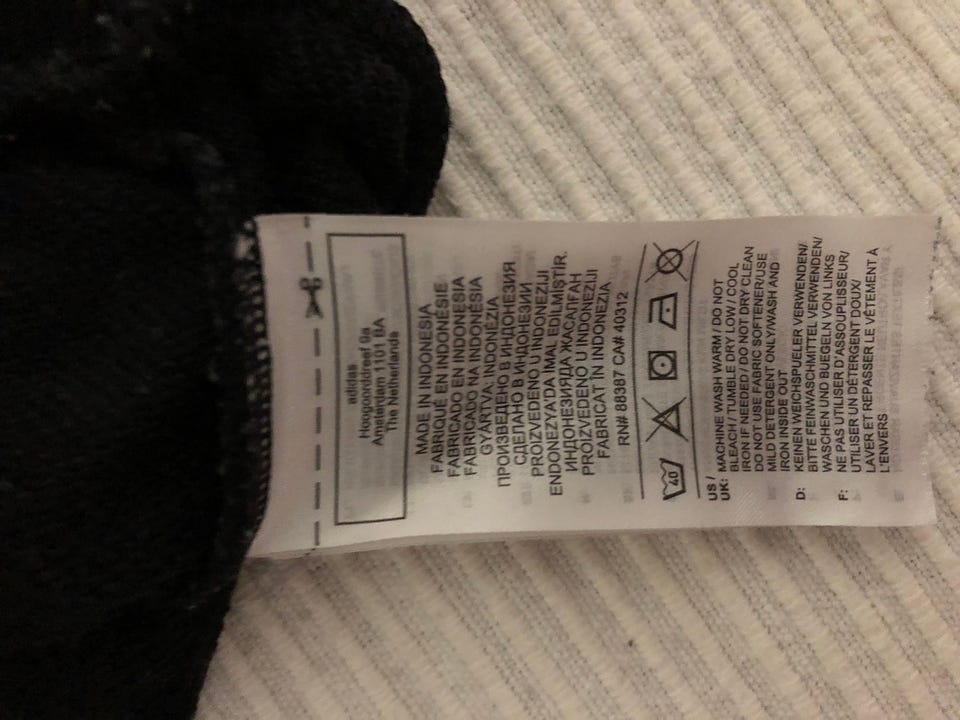 adidas
Hoogoorddreef 9a
Amsterdam 1101 BA
The Netherlands
MADE IN INDONESIA
FABRIQUÉ EN INDONÉSIE
FABRICADO EN INDONESIA
FABRICADO NA INDONÉSIA
GYÁRTVA: INDONÉZIA
ПРОИЗВЕДЕНО В ИНДОНЕЗИЯ
СДЕЛАНО В ИНДОНЕЗИИ
PROIZVEDENO U INDONEZIJI
ENDONEZYA'DA IMAL EDILMIŞTIR.
ИНДОНЕЗИЯДА ЖАСАЛҒАН
PROIZVEDENO U INDONEZIJI
FABRICAT IN INDONEZIA
RN# 88387 CA# 40312
40
US /
UK: MACHINE WASH WARM / DO NOT
BLEACH / TUMBLE DRY LOW / COOL
IRON IF NEEDED / DO NOT DRY CLEAN
DO NOT USE FABRIC SOFTENER/USE
MILD DETERGENT ONLY/WASH AND
IRON INSIDE OUT
D: KEINEN WEICHSPUELER VERWENDEN/
BITTE FEINWASCHMITTEL VERWENDEN/
WASCHEN UND BUEGELN VON LINKS
F: NE PAS UTILISER D'ASSOUPLISSEUR/
UTILISER UN DÉTERGENT DOUX/
LAVER ET REPASSER LE VÊTEMENT À
L'ENVERS